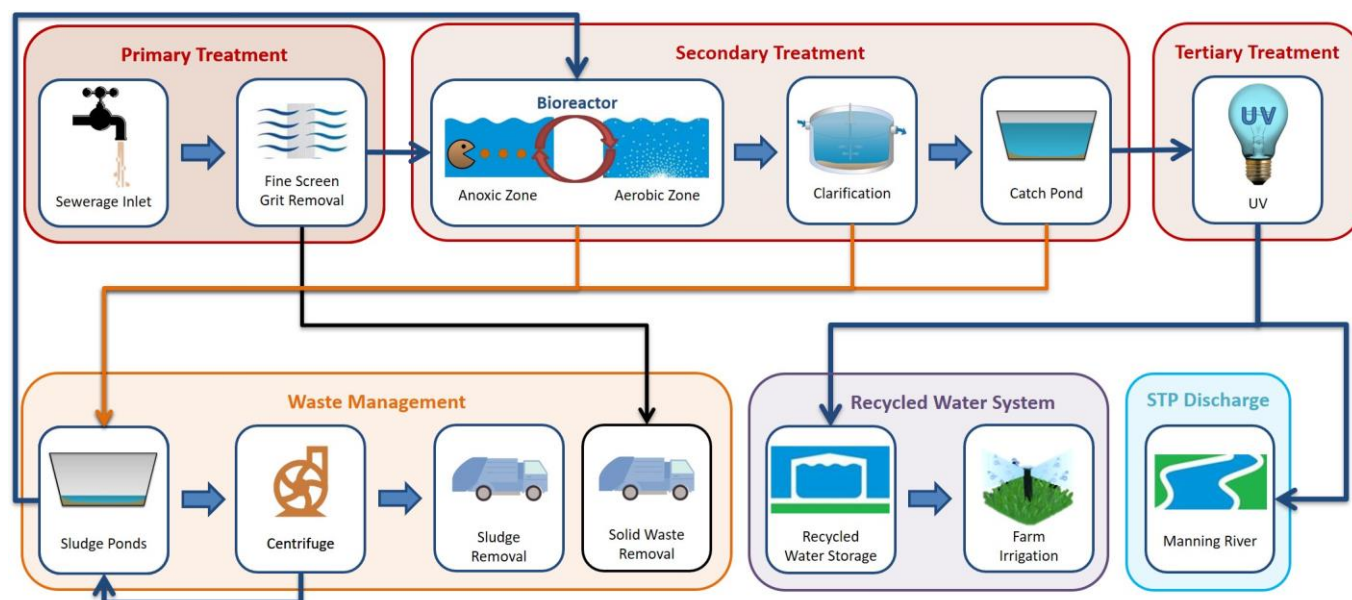 Primary Treatment
Sewerage Inlet
Fine Screen
Grit Removal
Secondary Treatment
Bioreactor
Anoxic Zone
Aerobic Zone
Clarification
Catch Pond
Tertiary Treatment
UV
UV
Waste Management
Sludge Ponds
Centrifuge
Sludge
Removal
Solid Waste
Removal
Recycled Water System
Recycled
Water Storage
Farm
Irrigation
STP Discharge
Manning River